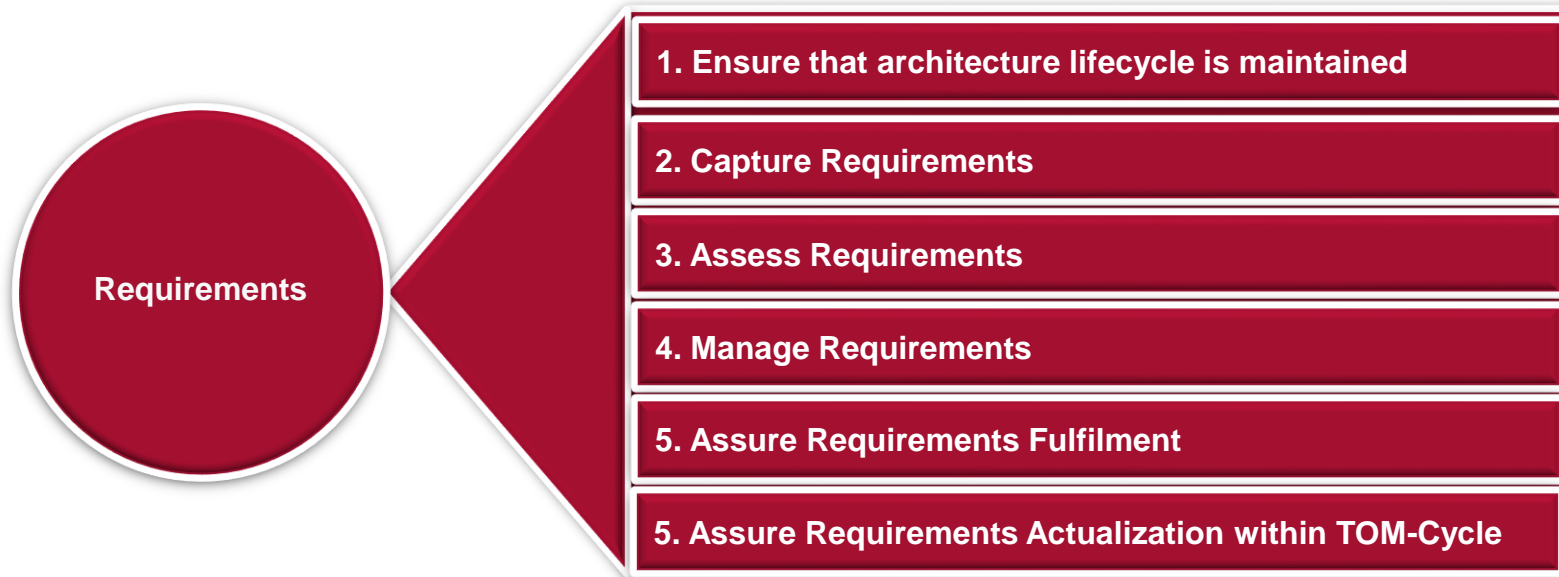 Requirements
1. Ensure that architecture lifecycle is maintained
2. Capture Requirements
3. Assess Requirements
4. Manage Requirements
5. Assure Requirements Fulfilment
5. Assure Requirements Actualization within TOM-Cycle